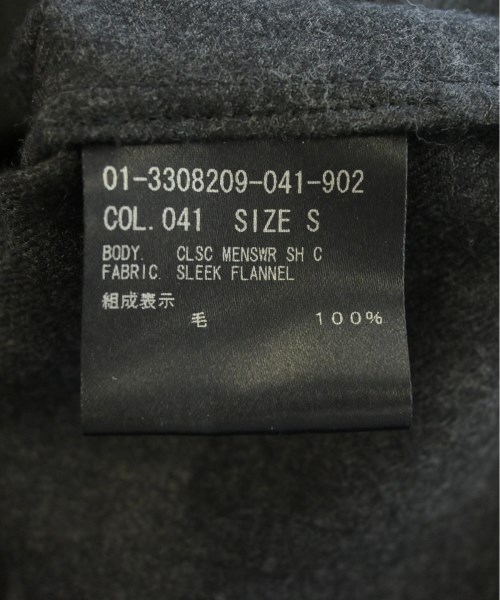 01-3308209-041-902
COL. 041 SIZE S
BODY. CLSC MENSWR SH C
FABRIC. SLEEK FLANNEL
組成表示
毛 100%